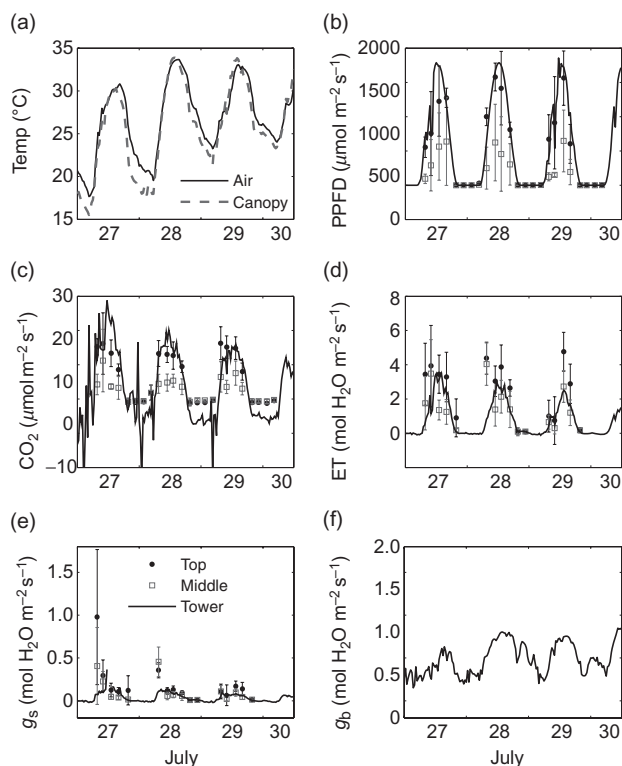 (a)
35
30
25
20
15
Temp (°C)
Air
Canopy
27 28 29 30
(b)
2000
1500
1000
500
0
PPFD (μmol m⁻² s⁻¹)
27 28 29 30
(c)
30
20
10
0
−10
CO₂ (μmol m⁻² s⁻¹)
27 28 29 30
(d)
8
6
4
2
0
ET (mol H₂O m⁻² s⁻¹)
27 28 29 30
(e)
1.5
1.0
0.5
0
gₛ (mol H₂O m⁻² s⁻¹)
Top
Middle
Tower
27 28 29 30
July
(f)
2.0
1.5
1.0
0.5
0
g_b (mol H₂O m⁻² s⁻¹)
27 28 29 30
July